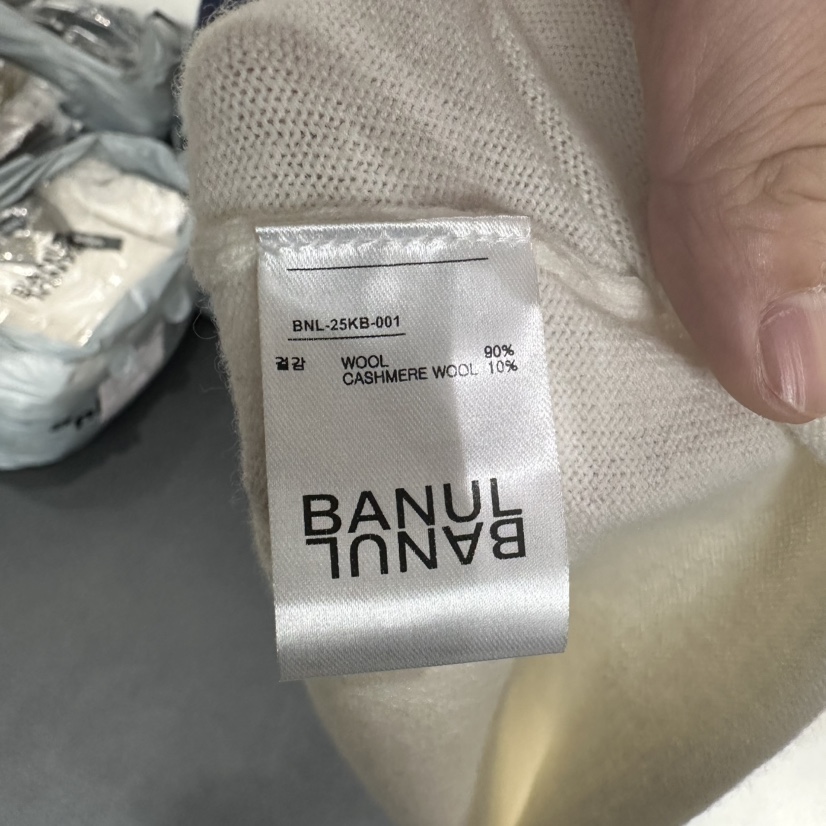 BNL-25KB-001
겉감 WOOL 90%
CASHMERE WOOL 10%
BANUL
BANUL